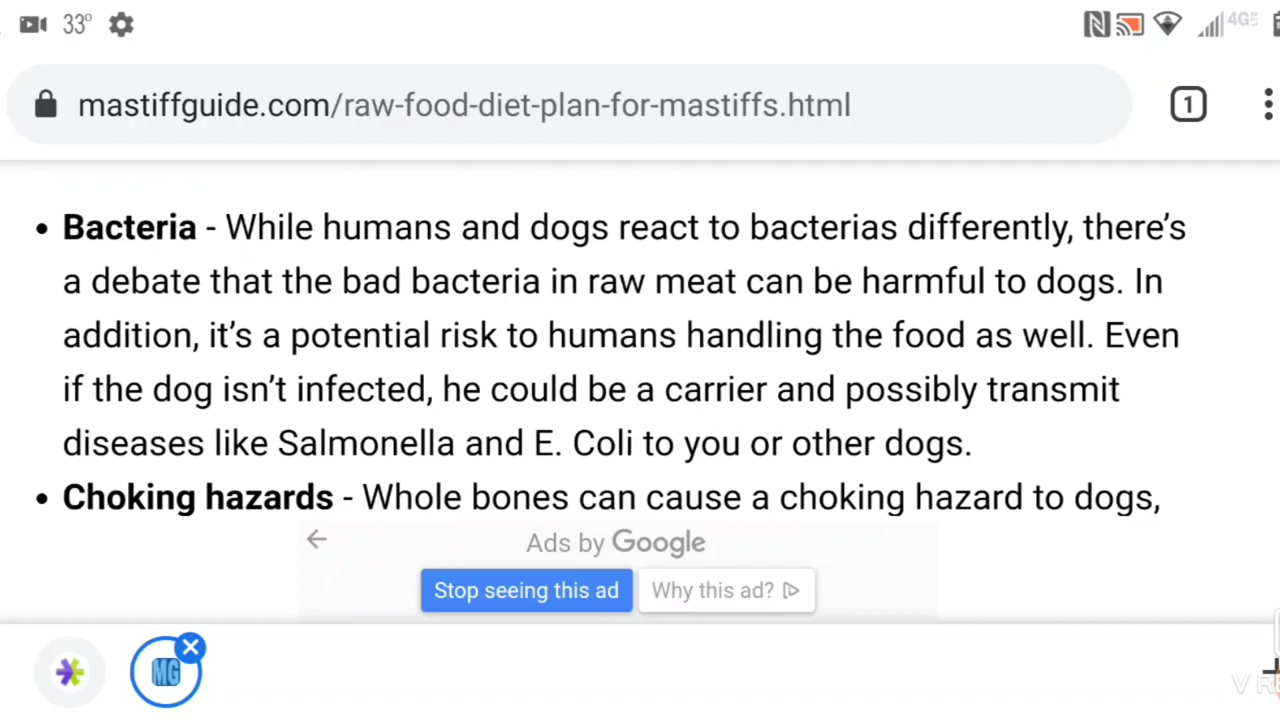 33°
4GE
mastiffguide.com/raw-food-diet-plan-for-mastiffs.html
1
• Bacteria - While humans and dogs react to bacterias differently, there’s
a debate that the bad bacteria in raw meat can be harmful to dogs. In
addition, it’s a potential risk to humans handling the food as well. Even
if the dog isn’t infected, he could be a carrier and possibly transmit
diseases like Salmonella and E. Coli to you or other dogs.
• Choking hazards - Whole bones can cause a choking hazard to dogs,
Ads by Google
Stop seeing this ad
Why this ad?
MG